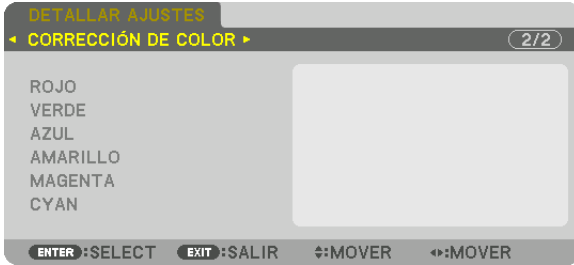 DETALLAR AJUSTES
◂ CORRECCIÓN DE COLOR ▸ 2/2
ROJO
VERDE
AZUL
AMARILLO
MAGENTA
CYAN
ENTER :SELECT EXIT :SALIR ♦:MOVER ◂▸:MOVER